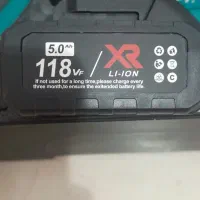 5.0Ah
118VF / XR
LI-ION
If not used for a long time,please charge every
three month,to ensure the extended battery life.